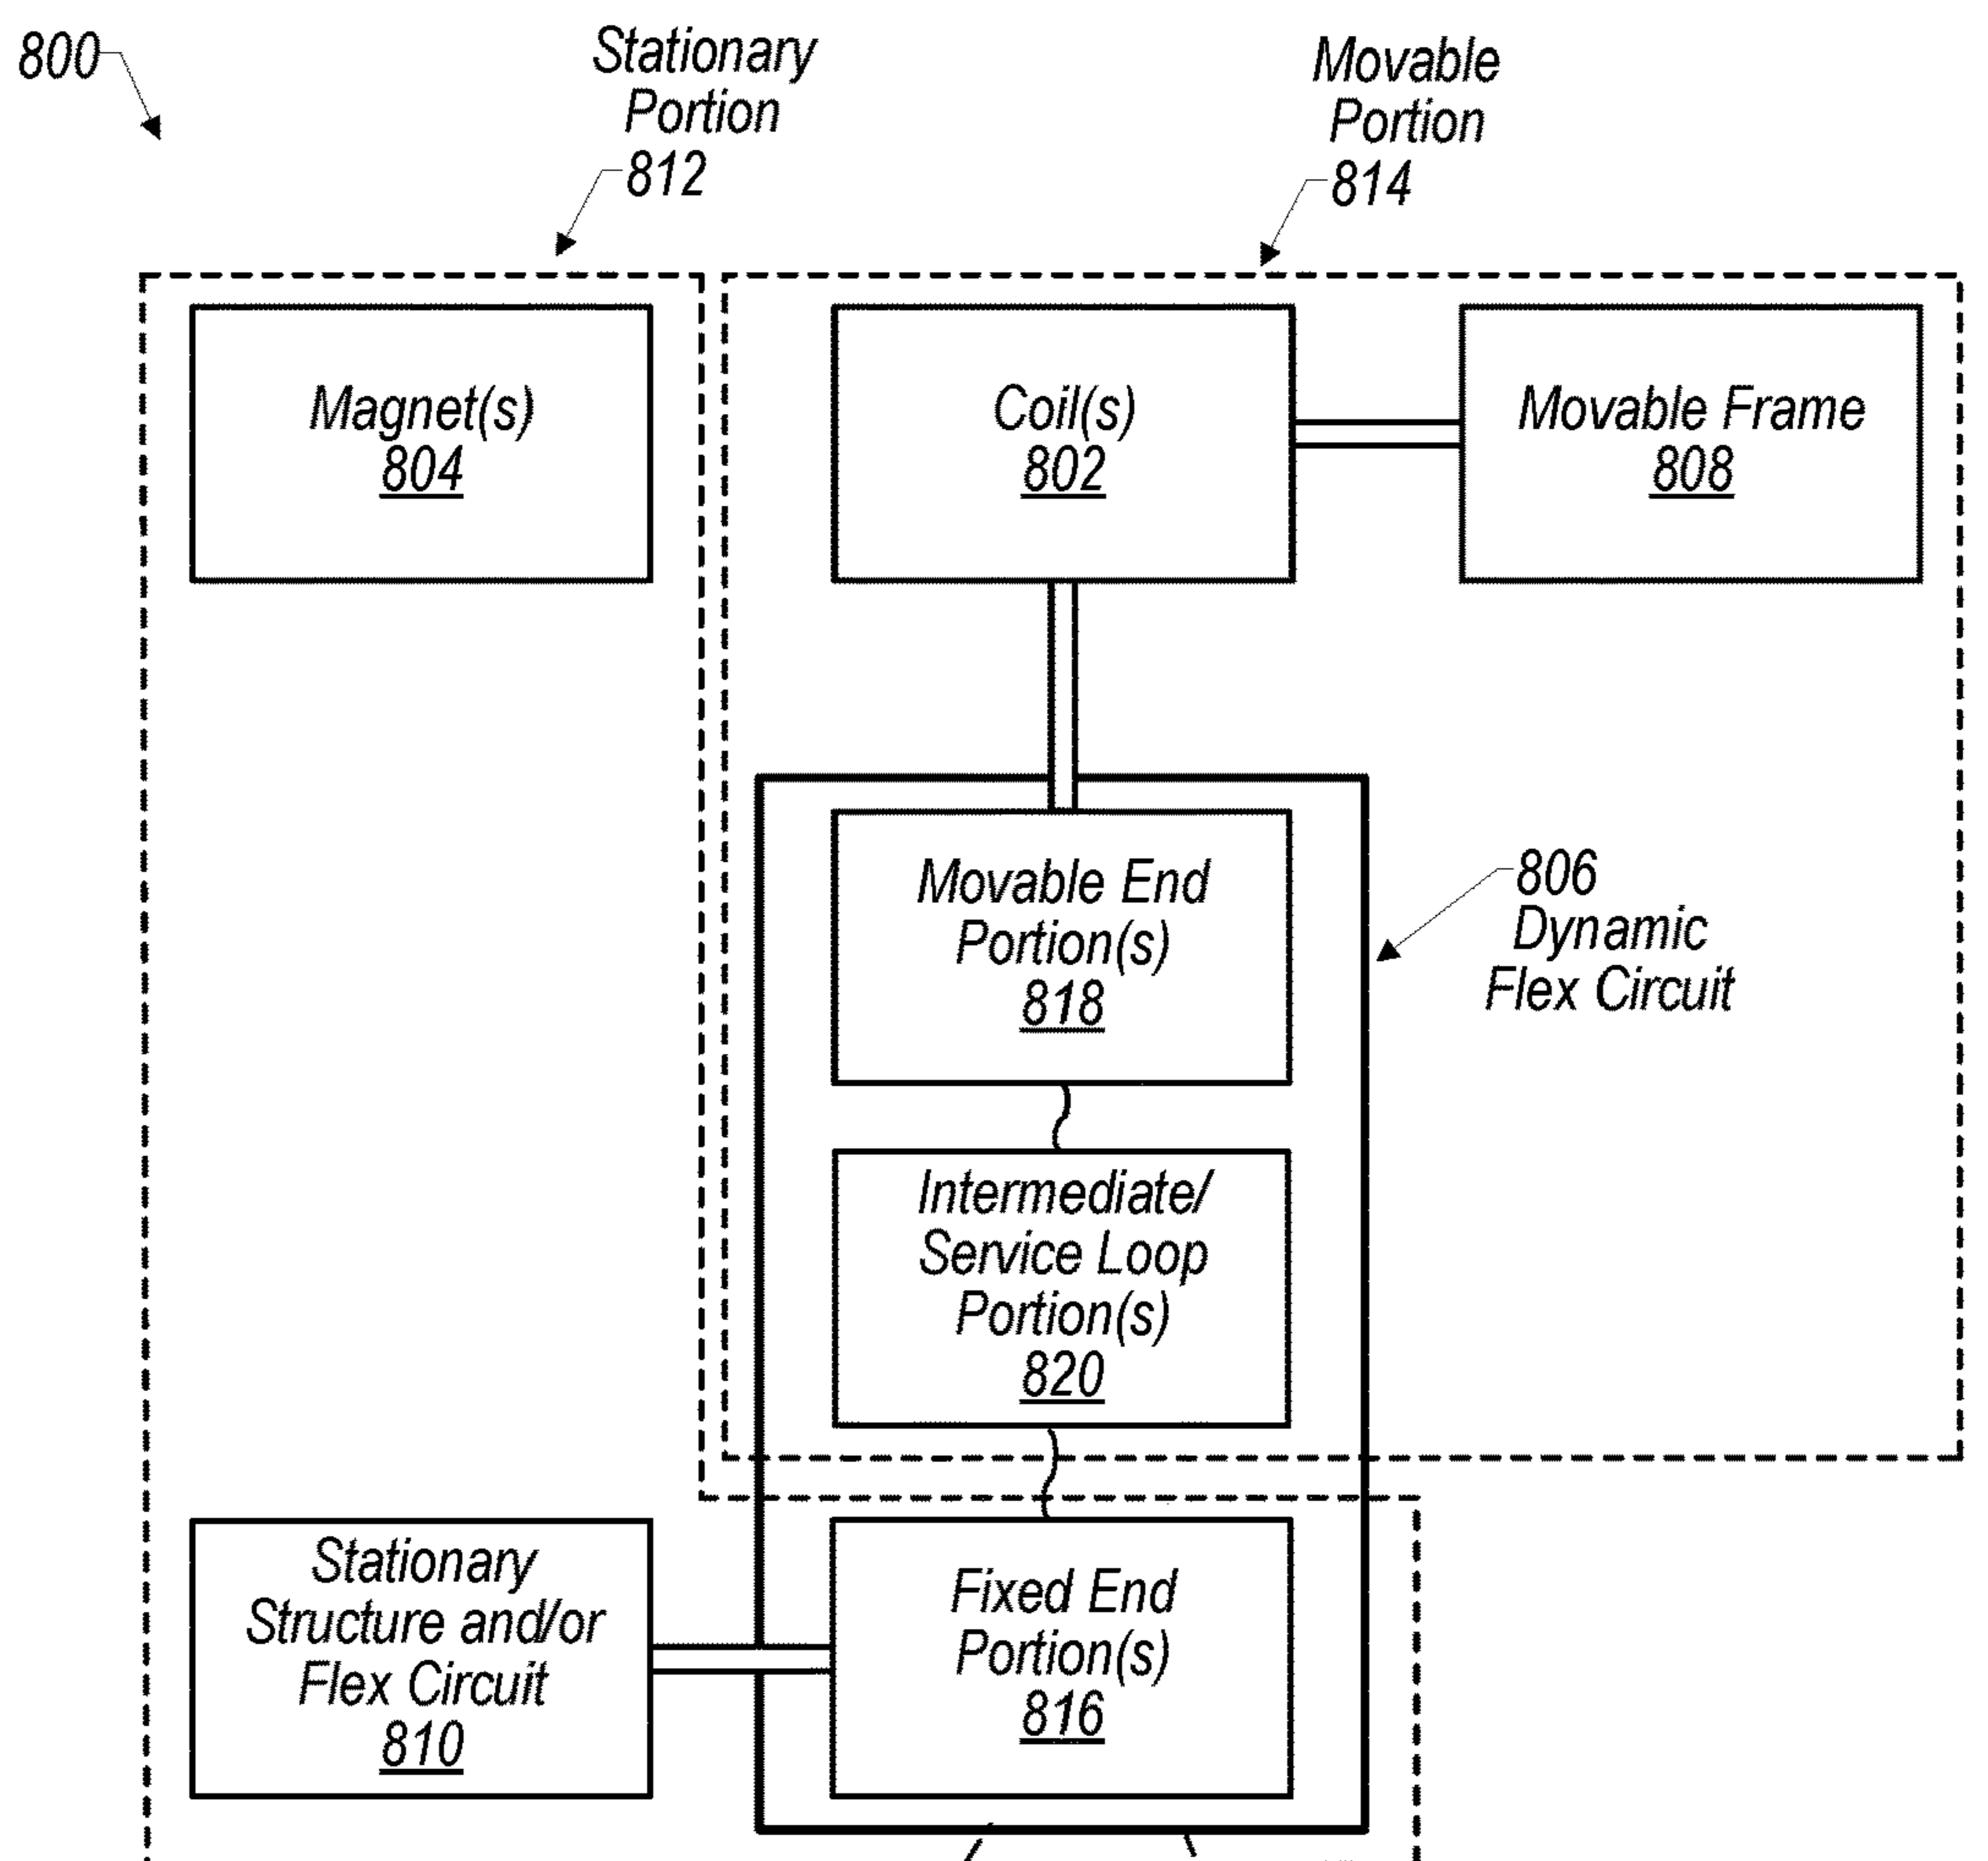 800
Stationary
Portion
812
Movable
Portion
814
Magnet(s)
804
Coil(s)
802
Movable Frame
808
Movable End
Portion(s)
818
806
Dynamic
Flex Circuit
Intermediate/
Service Loop
Portion(s)
820
Stationary
Structure and/or
Flex Circuit
810
Fixed End
Portion(s)
816